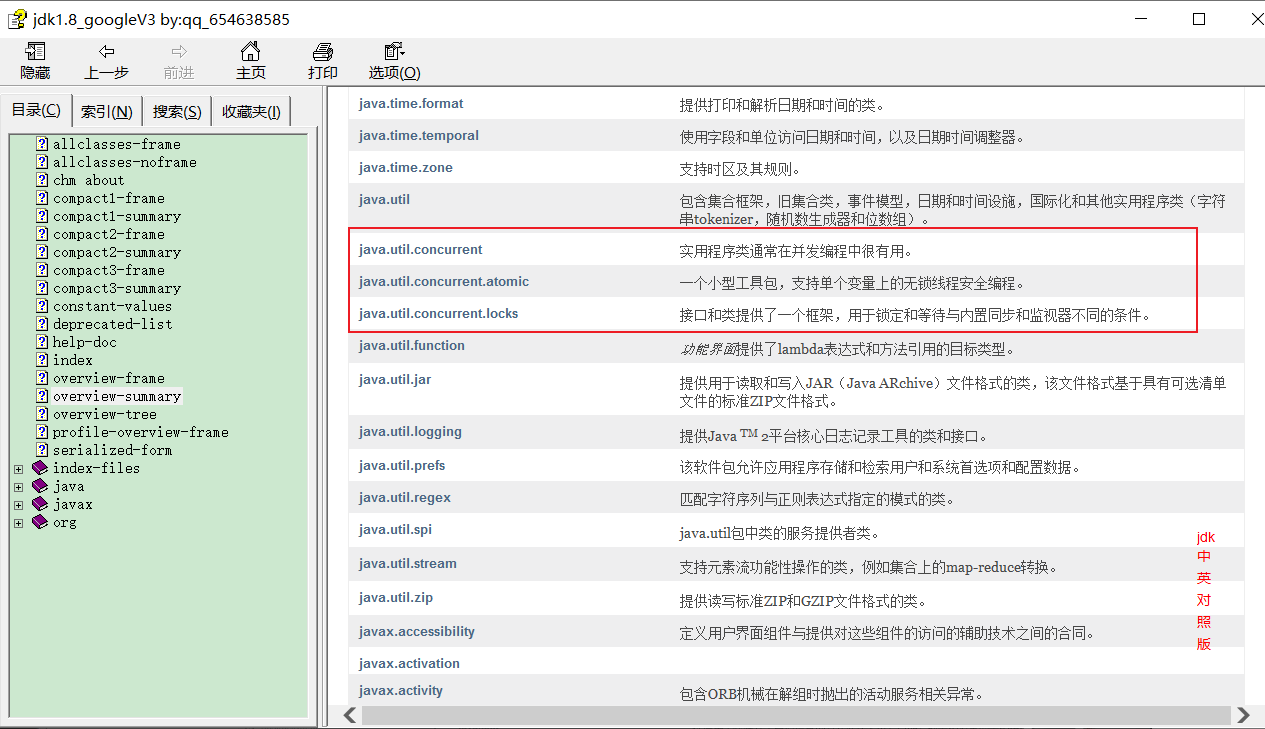 jdk1.8_googleV3 by:qq_654638585
隐藏 上一步 前进 主页 打印 选项(O)
目录(C) 索引(N) 搜索(S) 收藏夹(I)
allclasses-frame
allclasses-noframe
chm about
compact1-frame
compact1-summary
compact2-frame
compact2-summary
compact3-frame
compact3-summary
constant-values
deprecated-list
help-doc
index
overview-frame
overview-summary
overview-tree
profile-overview-frame
serialized-form
index-files
java
javax
org
java.time.format 提供打印和解析日期和时间的类。
java.time.temporal 使用字段和单位访问日期和时间，以及日期时间调整器。
java.time.zone 支持时区及其规则。
java.util 包含集合框架，旧集合类，事件模型，日期和时间设施，国际化和其他实用程序类（字符
串tokenizer，随机数生成器和位数组）。
java.util.concurrent 实用程序类通常在并发编程中很有用。
java.util.concurrent.atomic 一个小型工具包，支持单个变量上的无锁线程安全编程。
java.util.concurrent.locks 接口和类提供了一个框架，用于锁定和等待与内置同步和监视器不同的条件。
java.util.function 功能界面提供了lambda表达式和方法引用的目标类型。
java.util.jar 提供用于读取和写入JAR（Java ARchive）文件格式的类，该文件格式基于具有可选清单
文件的标准ZIP文件格式。
java.util.logging 提供Java ™ 2平台核心日志记录工具的类和接口。
java.util.prefs 该软件包允许应用程序存储和检索用户和系统首选项和配置数据。
java.util.regex 匹配字符序列与正则表达式指定的模式的类。
java.util.spi java.util包中类的服务提供者类。
java.util.stream 支持元素流功能性操作的类，例如集合上的map-reduce转换。
java.util.zip 提供读写标准ZIP和GZIP文件格式的类。
javax.accessibility 定义用户界面组件与提供对这些组件的访问的辅助技术之间的合同。
javax.activation
javax.activity 包含ORB机械在解组时抛出的活动服务相关异常。
jdk
中
英
对
照
版